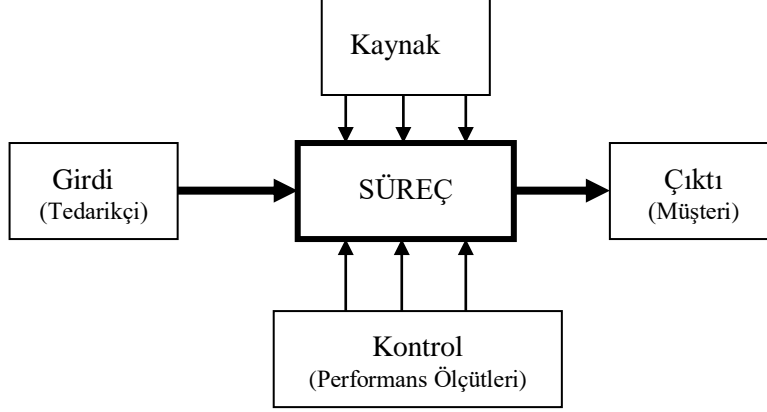 Kaynak
Girdi
(Tedarikçi)
SÜREÇ
Çıktı
(Müşteri)
Kontrol
(Performans Ölçütleri)